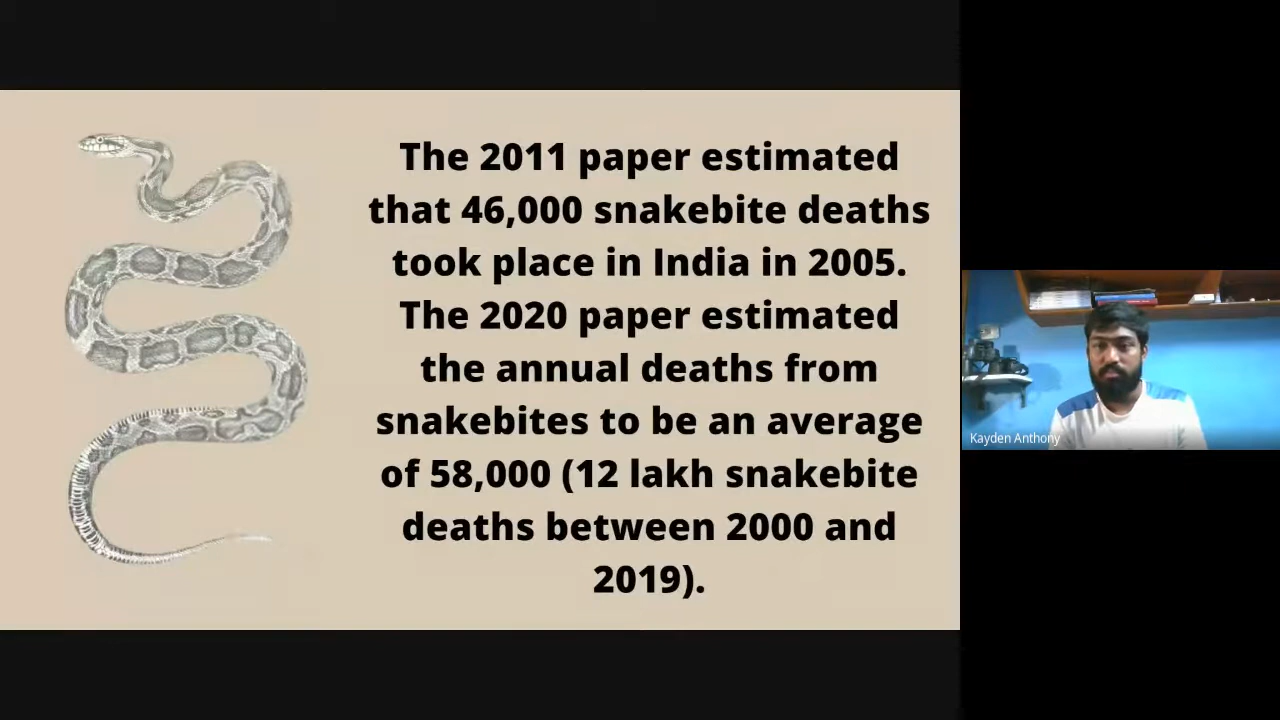 The 2011 paper estimated
that 46,000 snakebite deaths
took place in India in 2005.
The 2020 paper estimated
the annual deaths from
snakebites to be an average
of 58,000 (12 lakh snakebite
deaths between 2000 and
2019).
Kayden Anthony